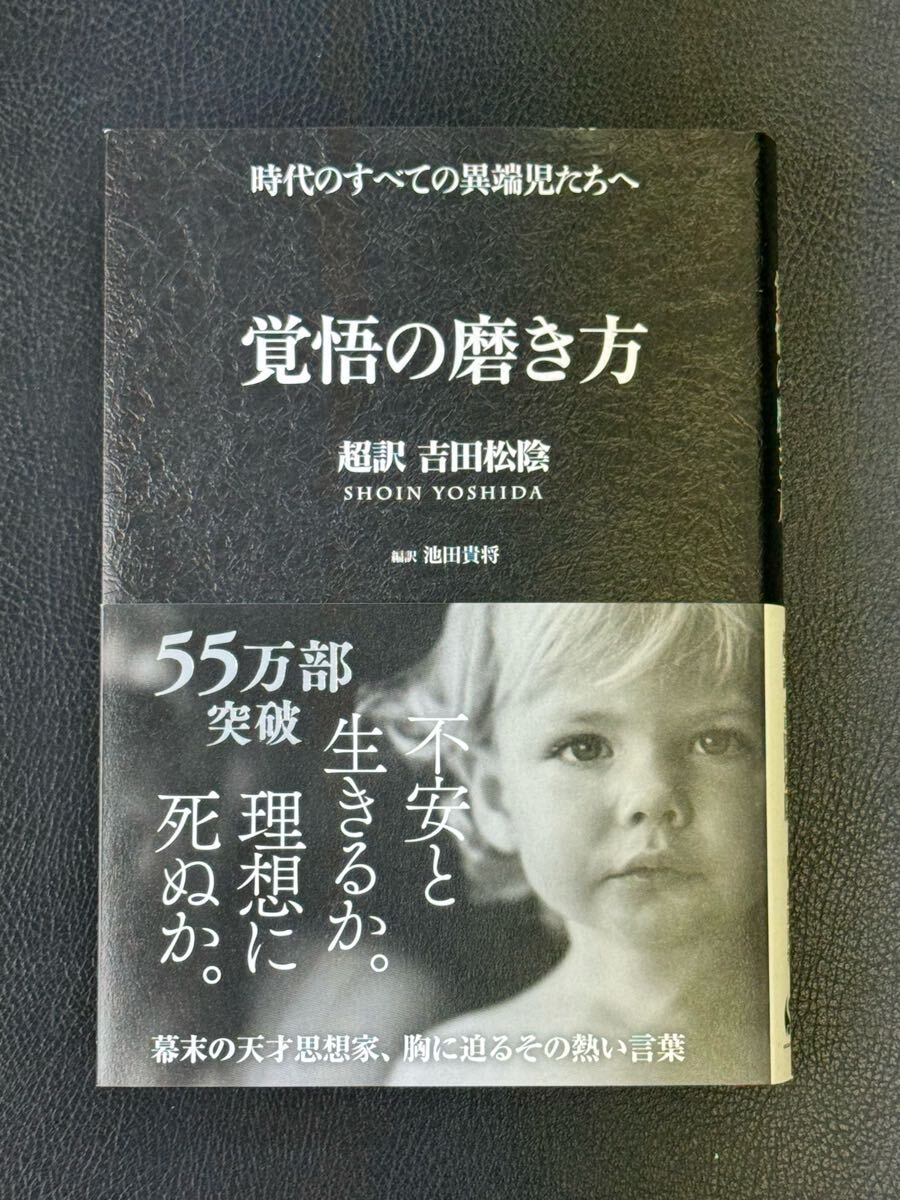 時代のすべての異端児たちへ
覚悟の磨き方
超訳 吉田松陰
SHOIN YOSHIDA
編訳 池田貴将
55万部
突破
不安と
生きるか。
理想に
死ぬか。
幕末の天才思想家、胸に迫るその熱い言葉